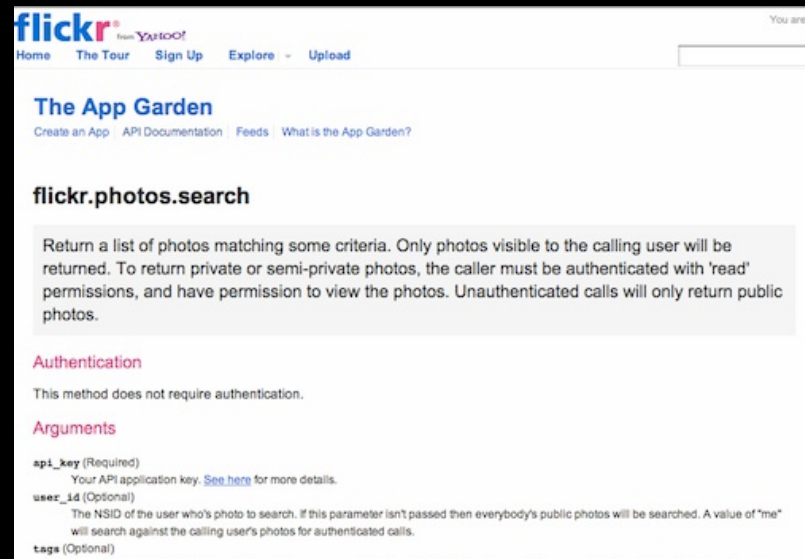 flickr from YAHOO!
You are
Home The Tour Sign Up Explore Upload
The App Garden
Create an App API Documentation Feeds What is the App Garden?
flickr.photos.search
Return a list of photos matching some criteria. Only photos visible to the calling user will be
returned. To return private or semi-private photos, the caller must be authenticated with 'read'
permissions, and have permission to view the photos. Unauthenticated calls will only return public
photos.
Authentication
This method does not require authentication.
Arguments
api_key (Required)
Your API application key. See here for more details.
user_id (Optional)
The NSID of the user who's photo to search. If this parameter isn't passed then everybody's public photos will be searched. A value of "me"
will search against the calling user's photos for authenticated calls.
tags (Optional)